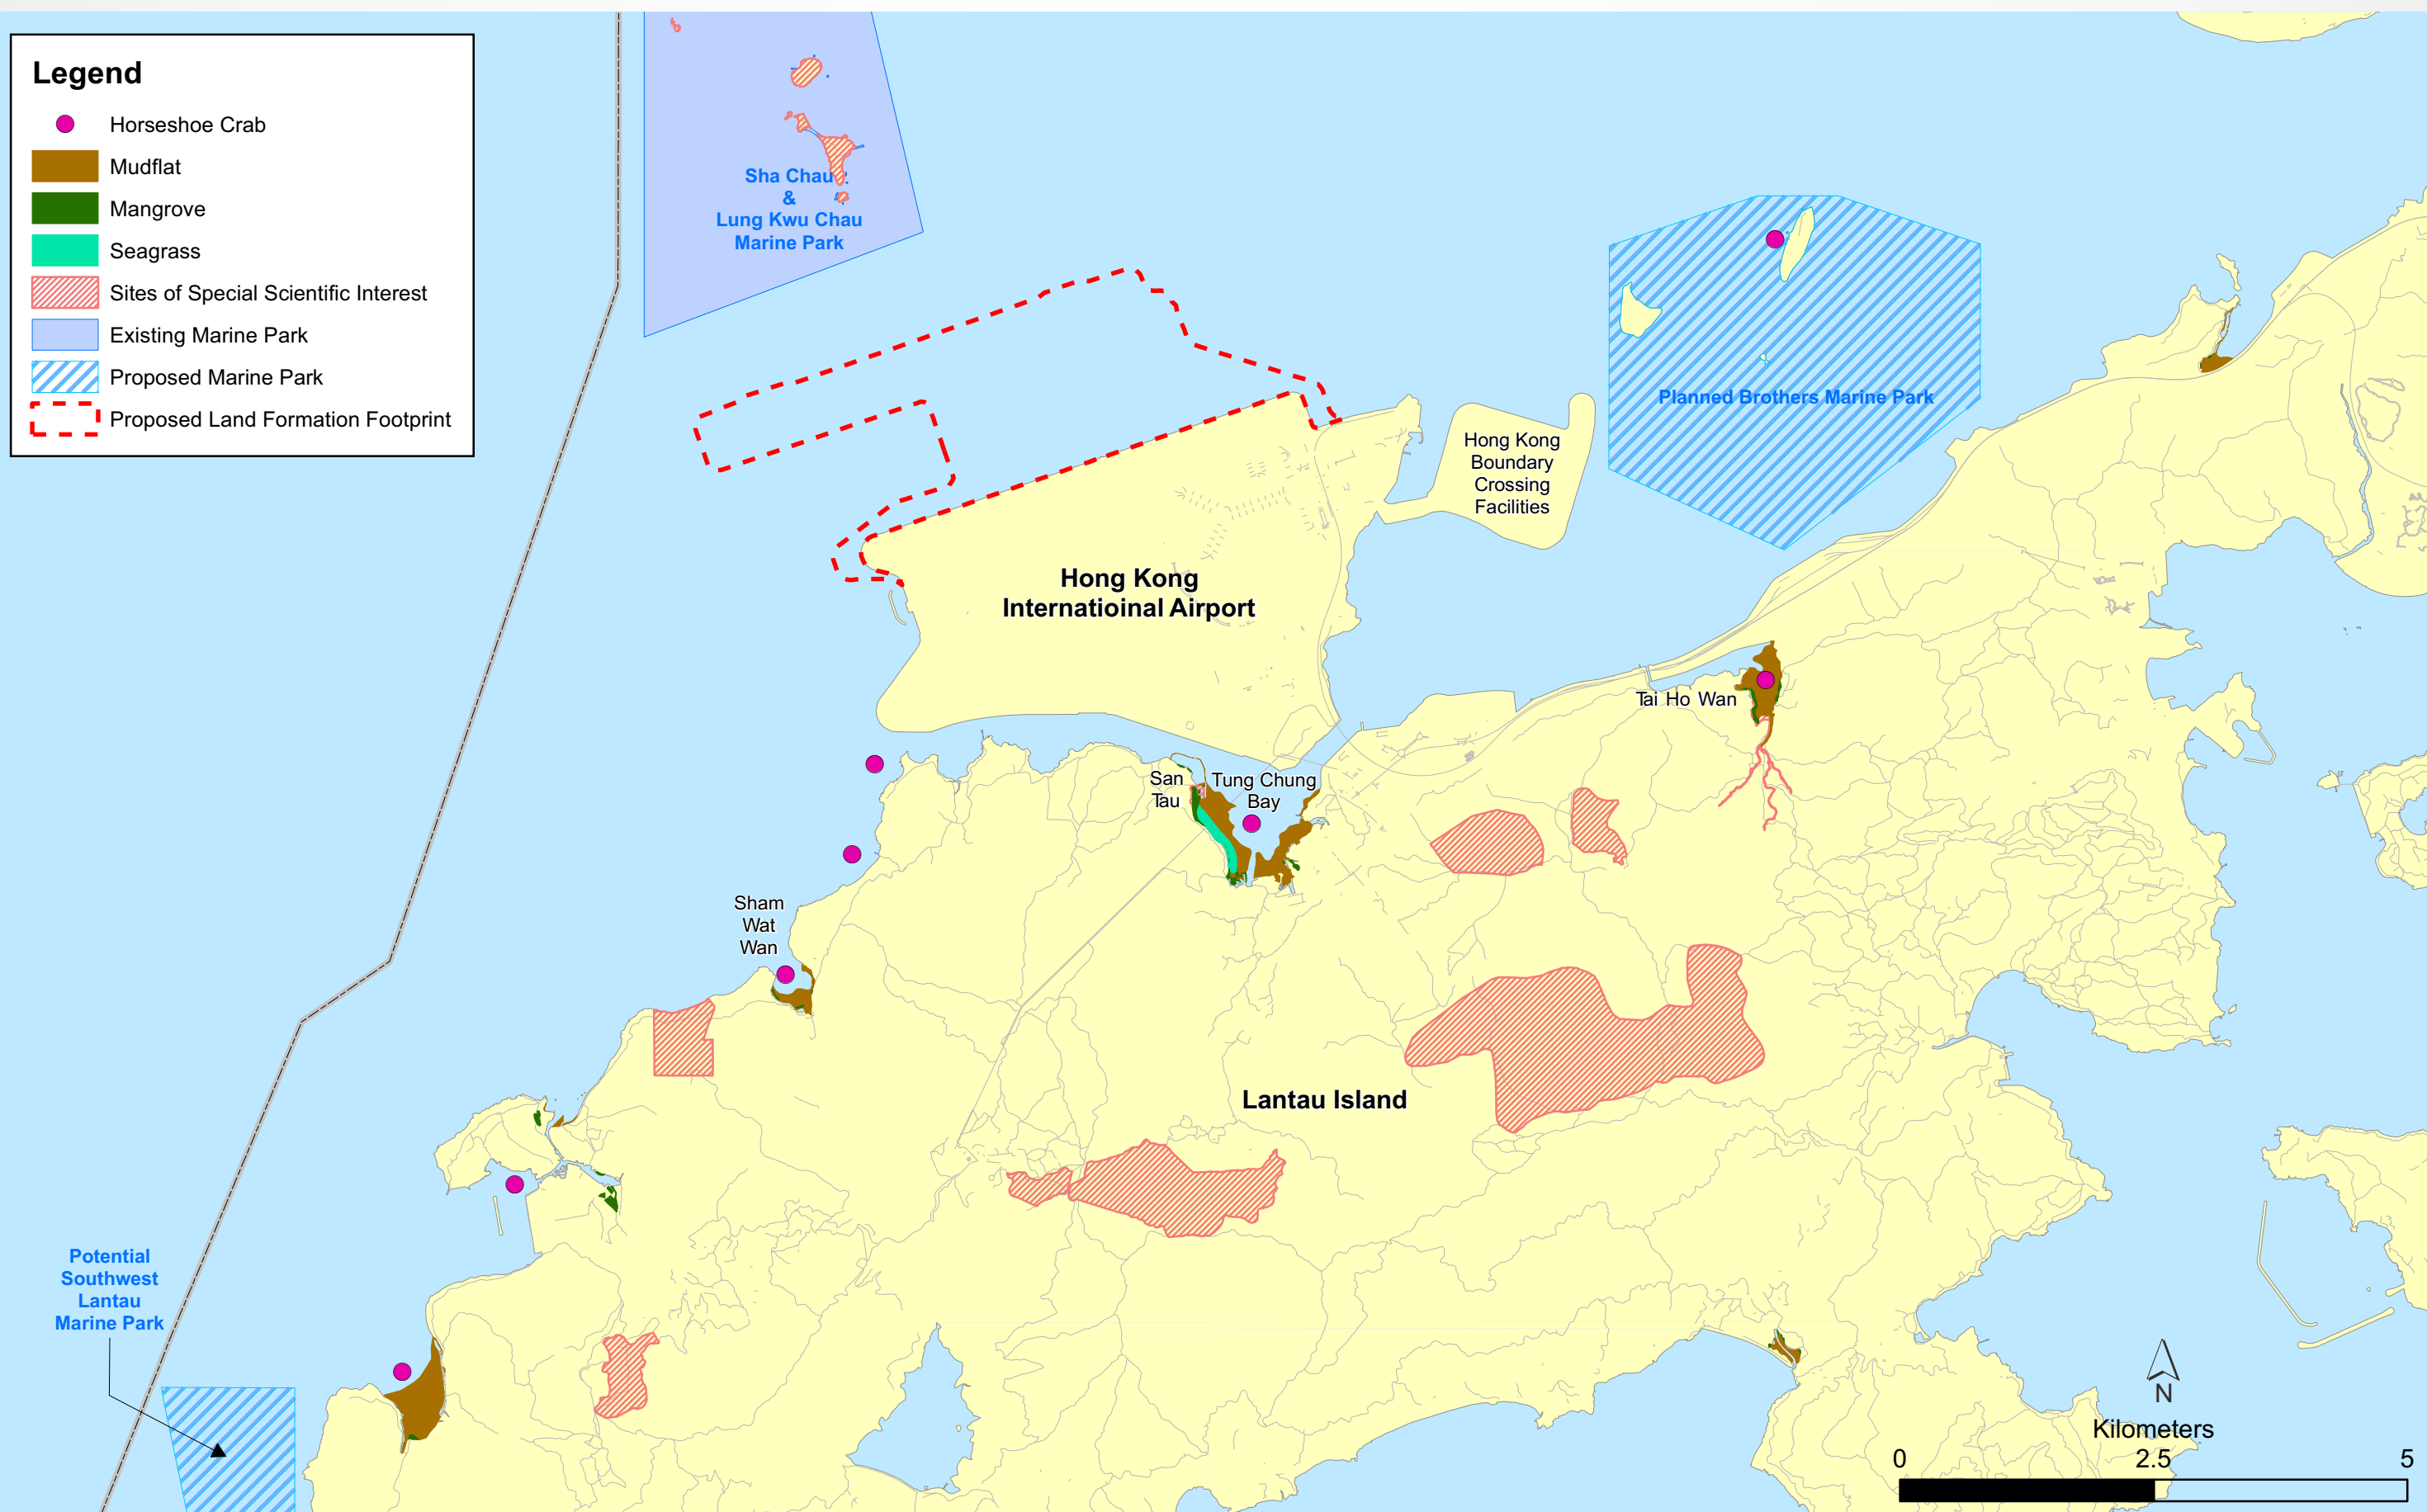 Legend
Horseshoe Crab
Mudflat
Mangrove
Seagrass
Sites of Special Scientific Interest
Existing Marine Park
Proposed Marine Park
Proposed Land Formation Footprint
Sha Chau
&
Lung Kwu Chau
Marine Park
Planned Brothers Marine Park
Hong Kong
Boundary
Crossing
Facilities
Hong Kong
Internatioinal Airport
Tai Ho Wan
San
Tau
Tung Chung
Bay
Sham
Wat
Wan
Lantau Island
Potential
Southwest
Lantau
Marine Park
N
Kilometers
0 2.5 5